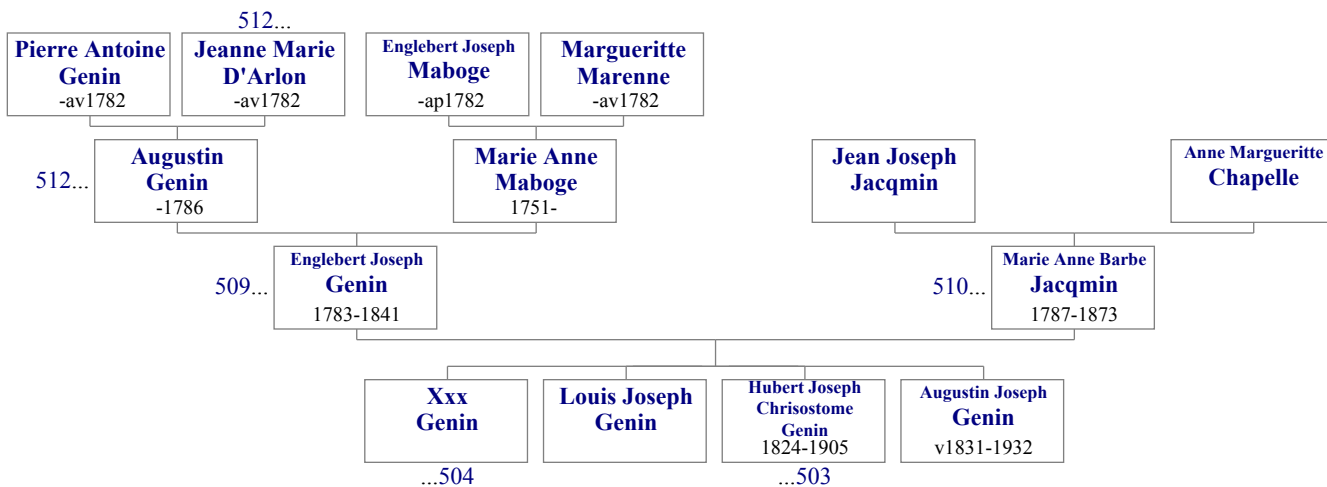 512...
Pierre Antoine
Genin
-av1782
Jeanne Marie
D'Arlon
-av1782
Englebert Joseph
Maboge
-ap1782
Margueritte
Marenne
-av1782
512...
Augustin
Genin
-1786
Marie Anne
Maboge
1751-
Jean Joseph
Jacqmin
Anne Margueritte
Chapelle
509...
Englebert Joseph
Genin
1783-1841
510...
Marie Anne Barbe
Jacqmin
1787-1873
Xxx
Genin
Louis Joseph
Genin
Hubert Joseph
Chrisostome
Genin
1824-1905
Augustin Joseph
Genin
v1831-1932
...504
...503